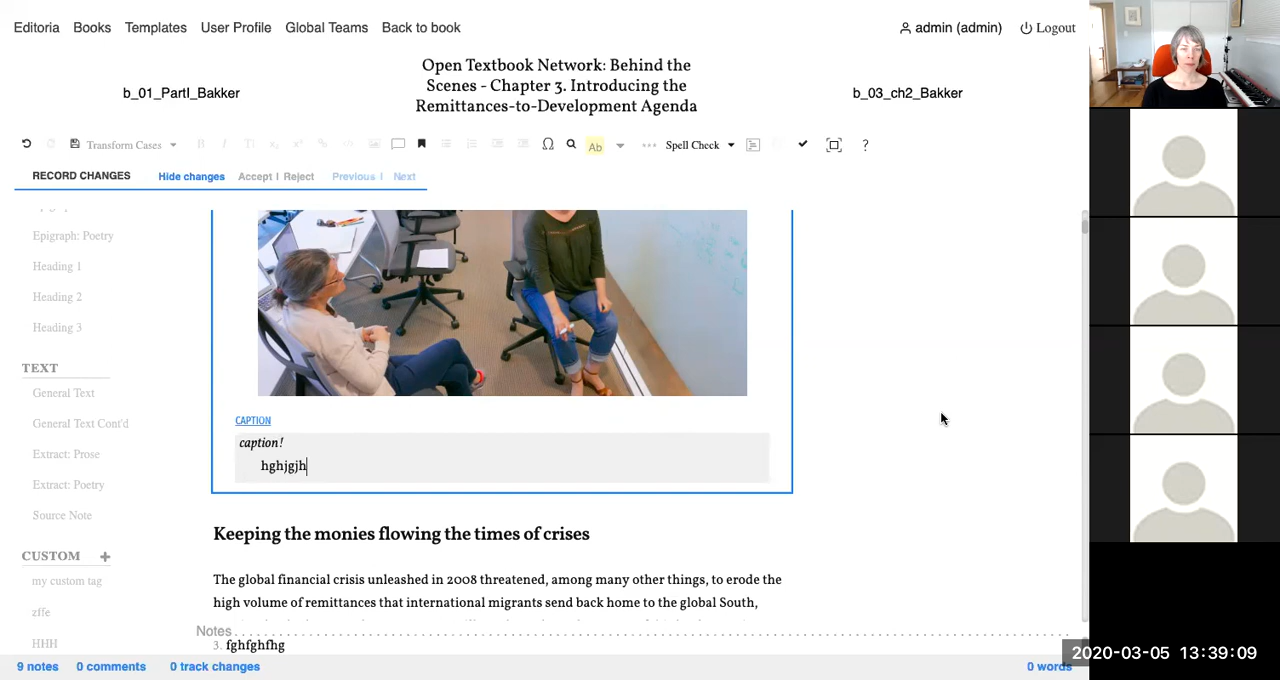 Editoria Books Templates User Profile Global Teams Back to book admin (admin) Logout
Open Textbook Network: Behind the
Scenes - Chapter 3. Introducing the
Remittances-to-Development Agenda
b_01_PartI_Bakker
b_03_ch2_Bakker
Transform Cases Ab Spell Check ?
RECORD CHANGES Hide changes Accept | Reject Previous | Next
Epigraph: Poetry
Heading 1
Heading 2
Heading 3
TEXT
General Text
General Text Cont'd
Extract: Prose
Extract: Poetry
Source Note
CUSTOM +
my custom tag
zffe
HHH
CAPTION
caption!
hghjgjh
Keeping the monies flowing the times of crises
The global financial crisis unleashed in 2008 threatened, among many other things, to erode the
high volume of remittances that international migrants send back home to the global South,
Notes
3. fghfghfhg
9 notes 0 comments 0 track changes 0 words
2020-03-05 13:39:09